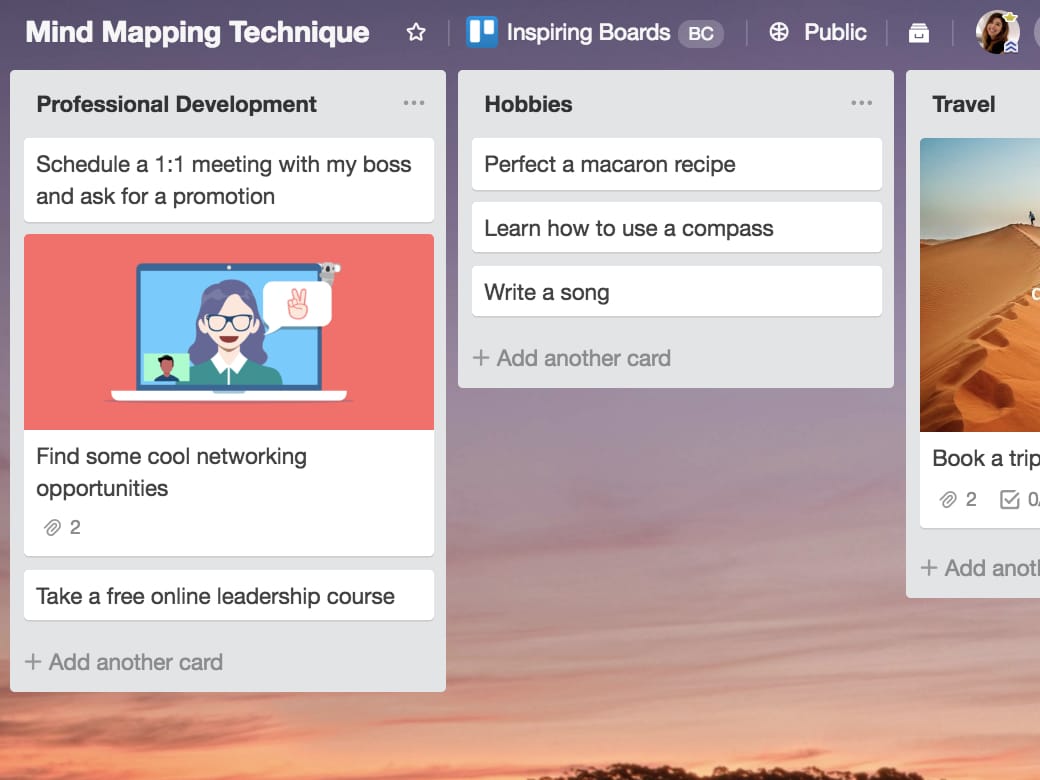 Mind Mapping Technique
Inspiring Boards BC
Public
Professional Development
Schedule a 1:1 meeting with my boss
and ask for a promotion
Find some cool networking
opportunities
2
Take a free online leadership course
+ Add another card
Hobbies
Perfect a macaron recipe
Learn how to use a compass
Write a song
+ Add another card
Travel
Book a trip
2
0/
+ Add anot